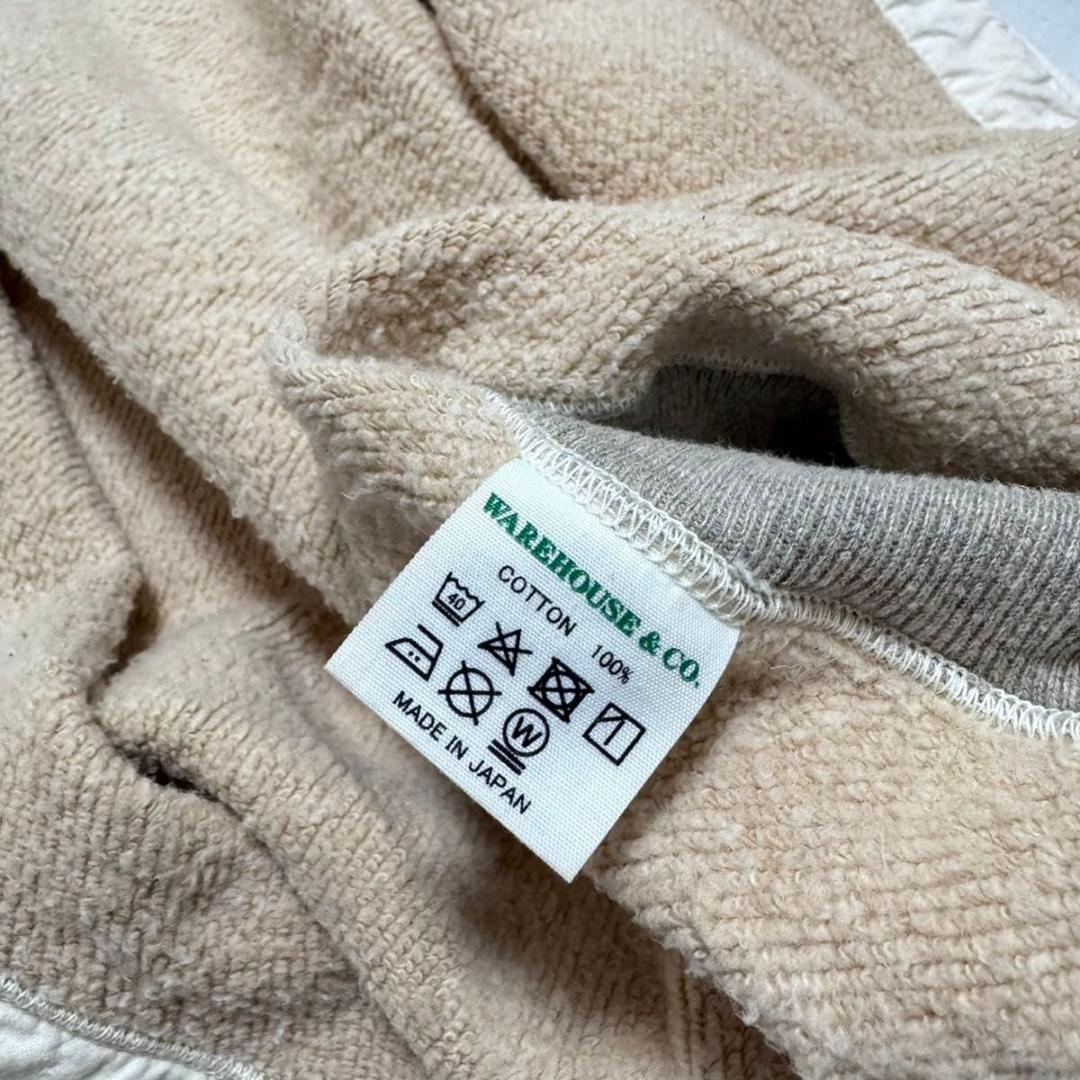 WAREHOUSE & CO.
COTTON 100%
40
W
MADE IN JAPAN